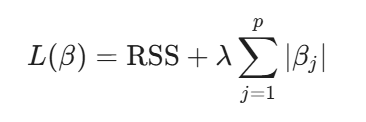 L(β) = RSS + λ ∑_{j=1}^{p} |β_j|